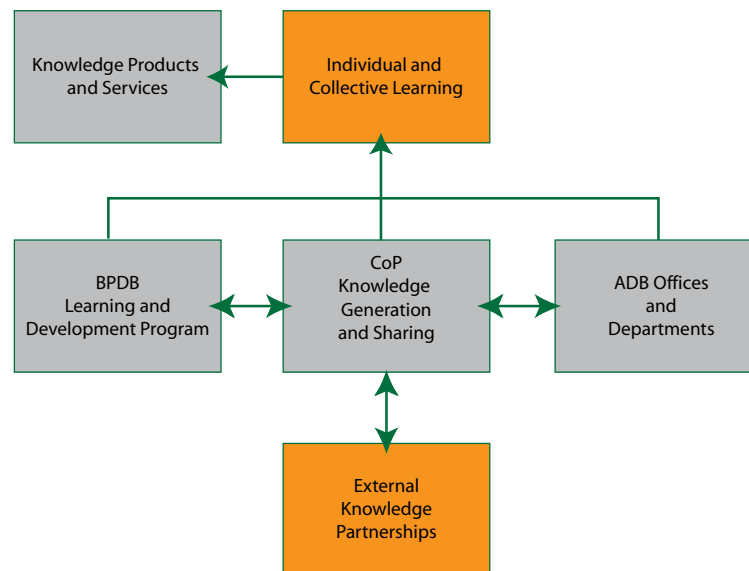 Knowledge Products
and Services
Individual and
Collective Learning
BPDB
Learning and
Development Program
CoP
Knowledge
Generation
and Sharing
ADB Offices
and
Departments
External
Knowledge
Partnerships